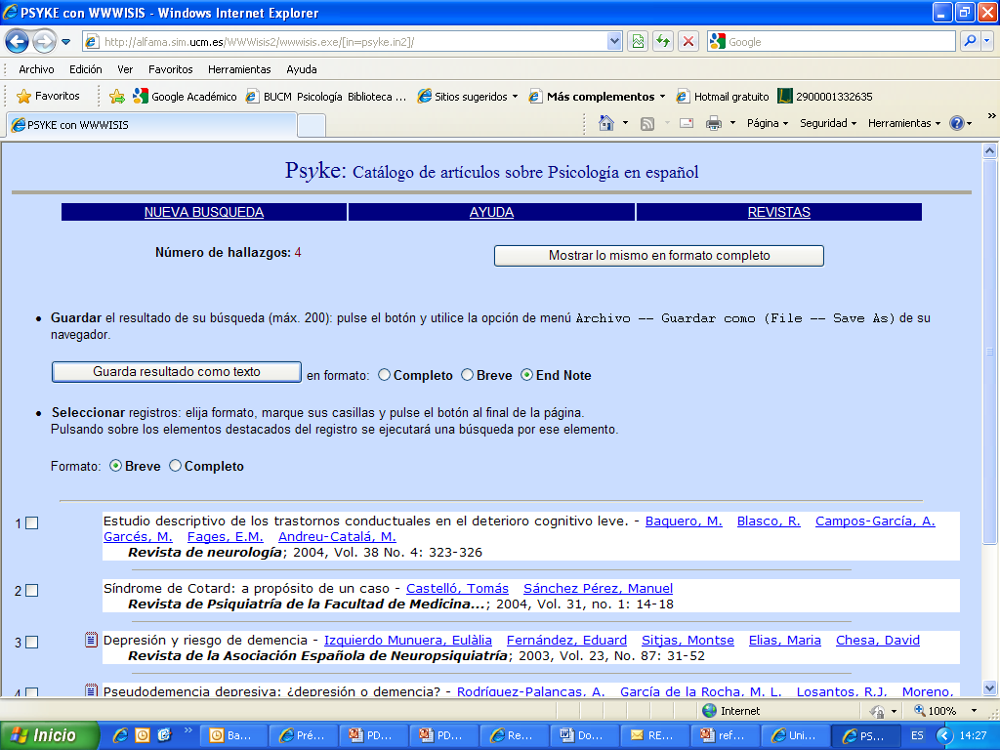 PSYKE con WWWISIS - Windows Internet Explorer
http://alfama.sim.ucm.es/WWWisis2/wwwisis.exe/[in=psyke.in2]/
Google
Archivo Edición Ver Favoritos Herramientas Ayuda
Favoritos Google Académico BUCM Psicología Biblioteca ... Sitios sugeridos Más complementos Hotmail gratuito 2900001332635
PSYKE con WWWISIS Página Seguridad Herramientas
Psyke: Catálogo de artículos sobre Psicología en español
NUEVA BUSQUEDA AYUDA REVISTAS
Número de hallazgos: 4 Mostrar lo mismo en formato completo
• Guardar el resultado de su búsqueda (máx. 200): pulse el botón y utilice la opción de menú Archivo -- Guardar como (File -- Save As) de su
navegador.
Guarda resultado como texto en formato: Completo Breve End Note
• Seleccionar registros: elija formato, marque sus casillas y pulse el botón al final de la página.
Pulsando sobre los elementos destacados del registro se ejecutará una búsqueda por ese elemento.
Formato: Breve Completo
1 Estudio descriptivo de los trastornos conductuales en el deterioro cognitivo leve. - Baquero, M. Blasco, R. Campos-García, A.
Garcés, M. Fages, E.M. Andreu-Catalá, M.
Revista de neurología; 2004, Vol. 38 No. 4: 323-326
2 Síndrome de Cotard: a propósito de un caso - Castelló, Tomás Sánchez Pérez, Manuel
Revista de Psiquiatría de la Facultad de Medicina...; 2004, Vol. 31, no. 1: 14-18
3 Depresión y riesgo de demencia - Izquierdo Munuera, Eulàlia Fernández, Eduard Sitjas, Montse Elias, Maria Chesa, David
Revista de la Asociación Española de Neuropsiquiatría; 2003, Vol. 23, No. 87: 31-52
4 Pseudodemencia depresiva: ¿depresión o demencia? - Rodríguez-Palancas, A. García de la Rocha, M. L. Losantos, R.J. Moreno,
Internet 100%
Inicio Ba... Pré... PD... PD... Re... Do... RE... ref... Uni... PS... ES 14:27